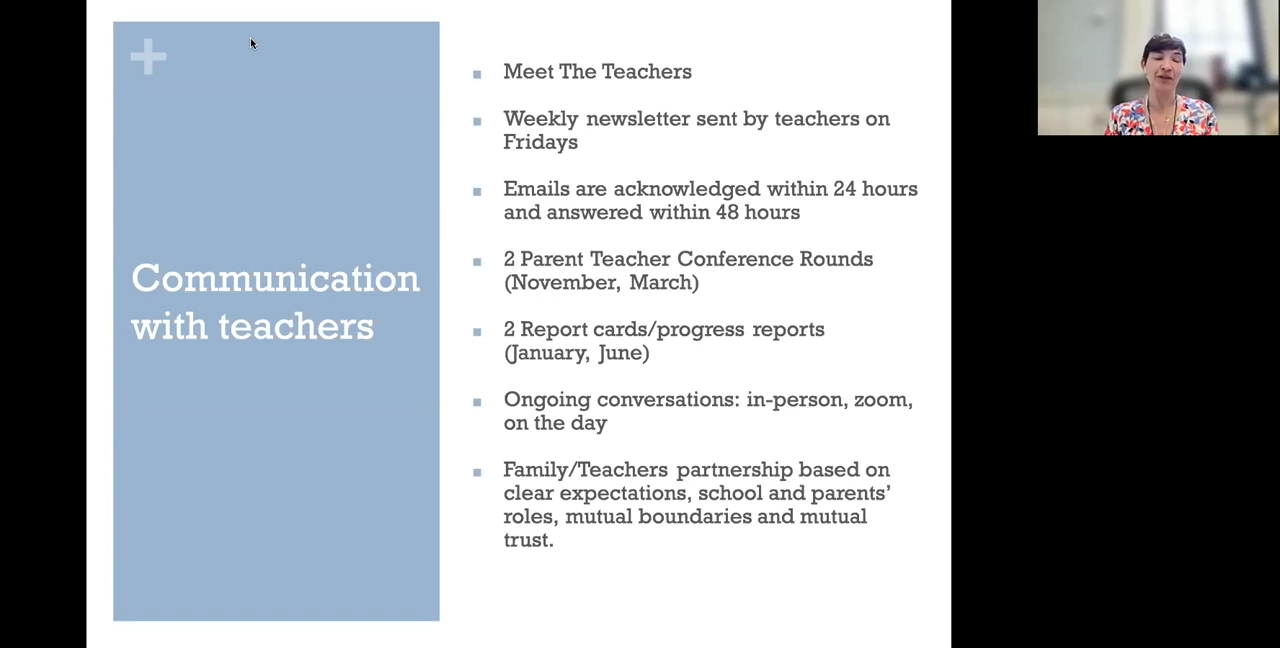 Communication
with teachers
Meet The Teachers
Weekly newsletter sent by teachers on
Fridays
Emails are acknowledged within 24 hours
and answered within 48 hours
2 Parent Teacher Conference Rounds
(November, March)
2 Report cards/progress reports
(January, June)
Ongoing conversations: in-person, zoom,
on the day
Family/Teachers partnership based on
clear expectations, school and parents’
roles, mutual boundaries and mutual
trust.